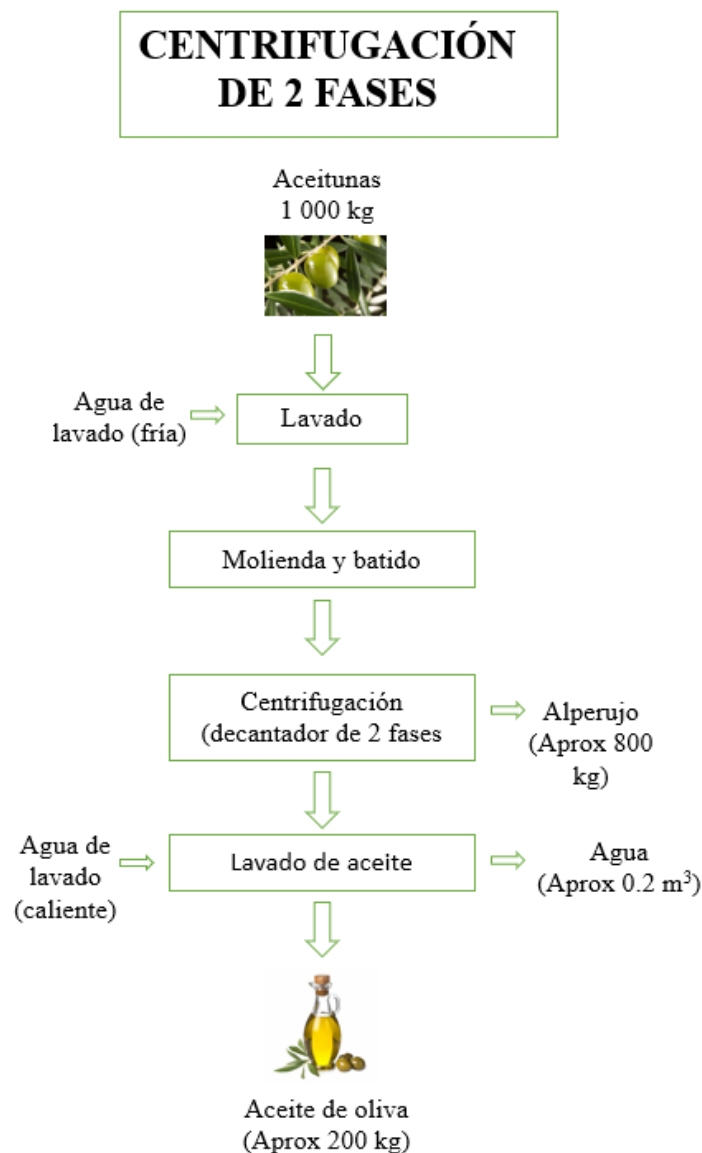 CENTRIFUGACIÓN
DE 2 FASES
Aceitunas
1 000 kg
Agua de
lavado (fría)
Lavado
Molienda y batido
Centrifugación
(decantador de 2 fases
Alperujo
(Aprox 800
kg)
Agua de
lavado
(caliente)
Lavado de aceite
Agua
(Aprox 0.2 m³)
Aceite de oliva
(Aprox 200 kg)